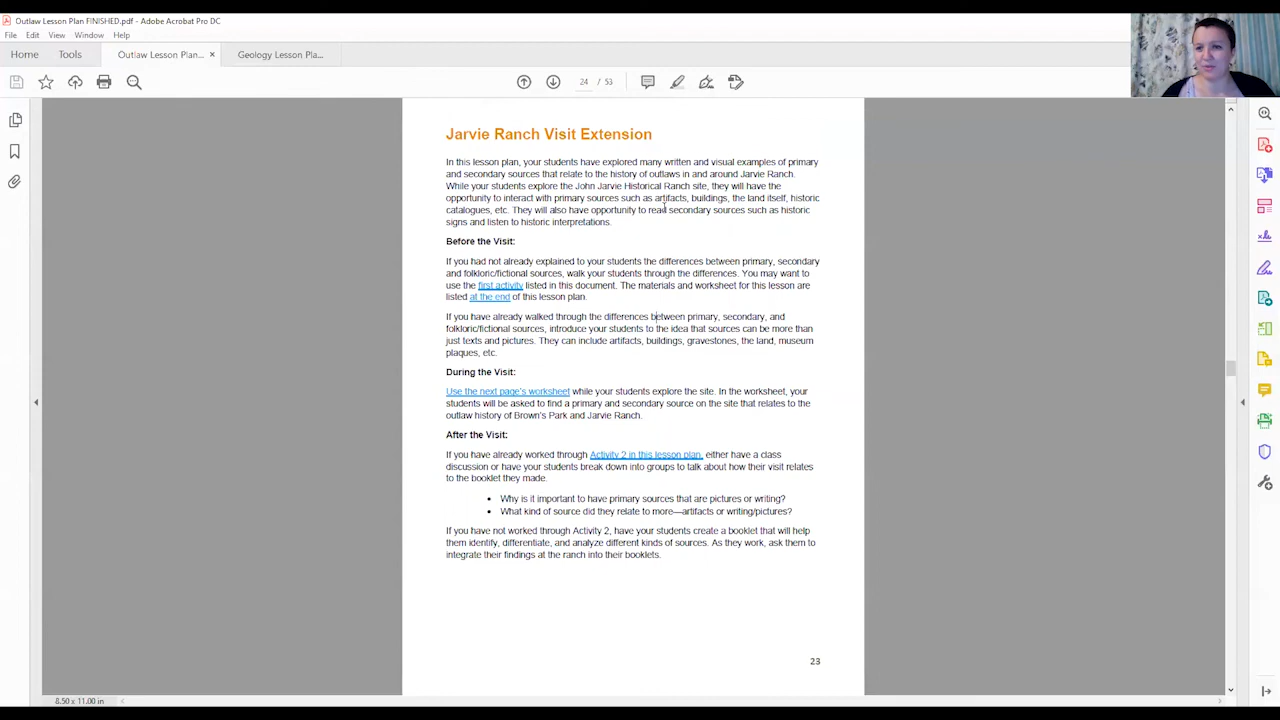 Outlaw Lesson Plan FINISHED.pdf - Adobe Acrobat Pro DC
File Edit View Window Help
Home Tools Outlaw Lesson Plan... × Geology Lesson Pla...
24 / 53
Jarvie Ranch Visit Extension
In this lesson plan, your students have explored many written and visual examples of primary
and secondary sources that relate to the history of outlaws in and around Jarvie Ranch.
While your students explore the John Jarvie Historical Ranch site, they will have the
opportunity to interact with primary sources such as artifacts, buildings, the land itself, historic
catalogues, etc. They will also have opportunity to read secondary sources such as historic
signs and listen to historic interpretations.
Before the Visit:
If you had not already explained to your students the differences between primary, secondary
and folkloric/fictional sources, walk your students through the differences. You may want to
use the first activity listed in this document. The materials and worksheet for this lesson are
listed at the end of this lesson plan.
If you have already walked through the differences between primary, secondary, and
folkloric/fictional sources, introduce your students to the idea that sources can be more than
just texts and pictures. They can include artifacts, buildings, gravestones, the land, museum
plaques, etc.
During the Visit:
Use the next page's worksheet while your students explore the site. In the worksheet, your
students will be asked to find a primary and secondary source on the site that relates to the
outlaw history of Brown's Park and Jarvie Ranch.
After the Visit:
If you have already worked through Activity 2 in this lesson plan, either have a class
discussion or have your students break down into groups to talk about how their visit relates
to the booklet they made.
• Why is it important to have primary sources that are pictures or writing?
• What kind of source did they relate to more—artifacts or writing/pictures?
If you have not worked through Activity 2, have your students create a booklet that will help
them identify, differentiate, and analyze different kinds of sources. As they work, ask them to
integrate their findings at the ranch into their booklets.
23
8.50 x 11.00 in